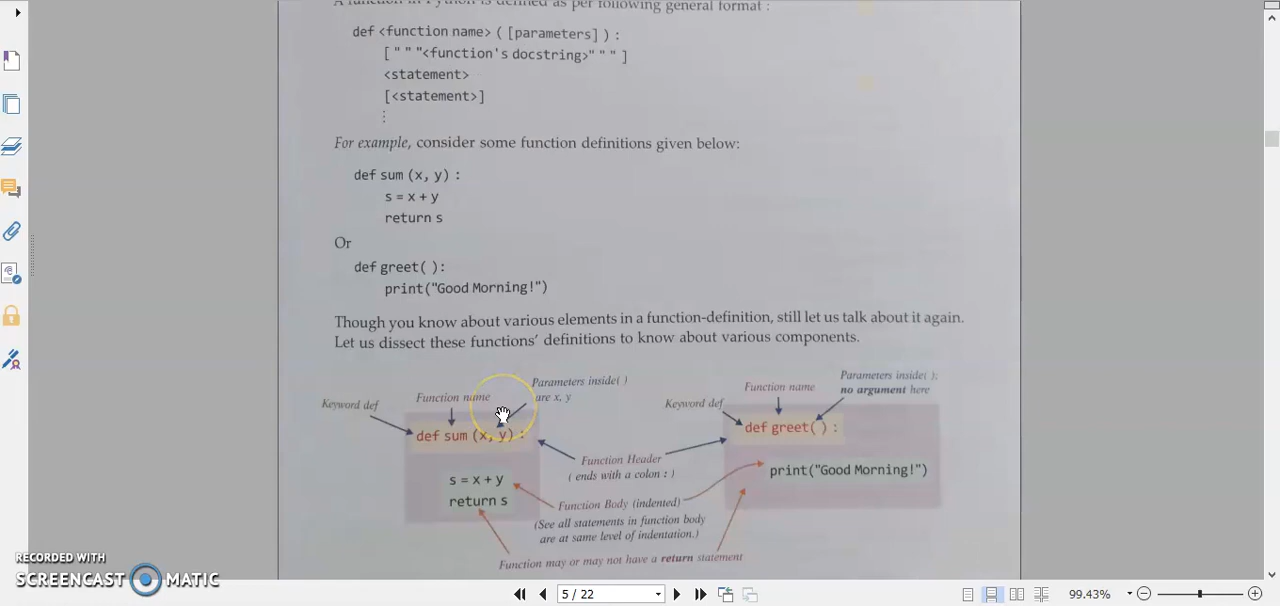 A function in Python is defined as per following general format :
def <function name> ( [parameters] ) :
[ " " "<function's docstring>" " " ]
<statement>
[<statement>]
⋮
For example, consider some function definitions given below:
def sum (x, y) :
s = x + y
return s
Or
def greet( ):
print("Good Morning!")
Though you know about various elements in a function-definition, still let us talk about it again.
Let us dissect these functions' definitions to know about various components.
Keyword def
Function name
Parameters inside( )
are x, y
def sum (x, y) :
s = x + y
return s
Function Header
( ends with a colon : )
Function Body (indented)
(See all statements in function body
are at same level of indentation.)
Function may or may not have a return statement
Keyword def
Function name
Parameters inside( );
no argument here
def greet( ) :
print("Good Morning!")
RECORDED WITH
SCREENCAST MATIC
5 / 22
99.43%